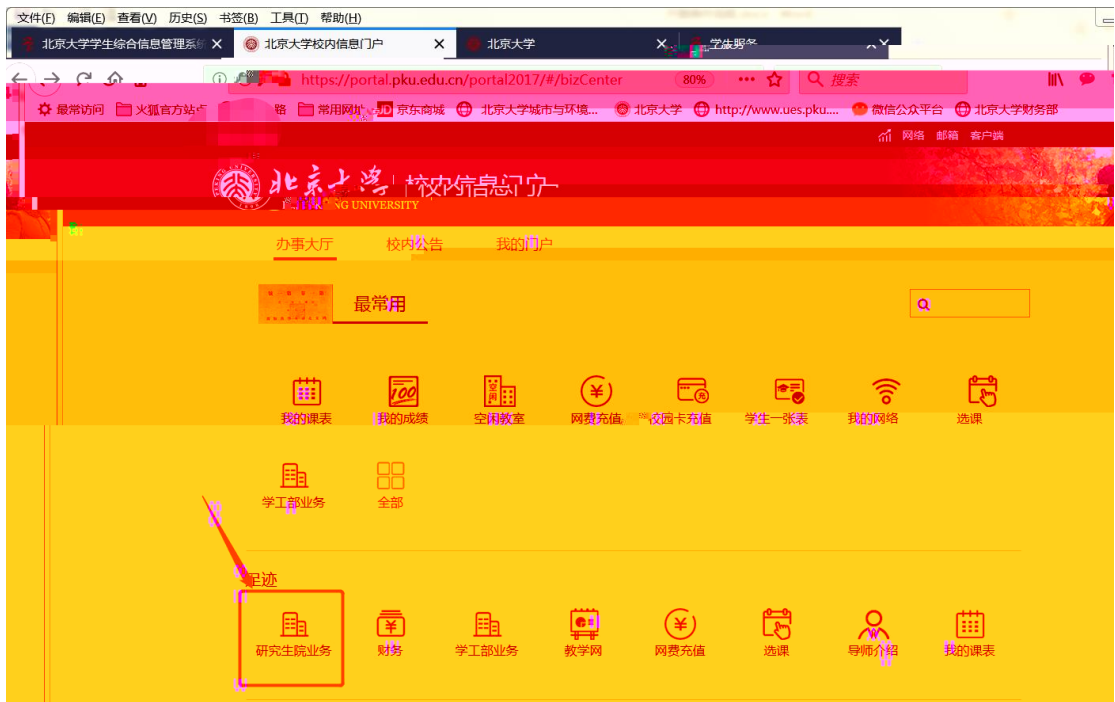 文件(F) 编辑(E) 查看(V) 历史(S) 书签(B) 工具(T) 帮助(H)
北京大学学生综合信息管理系统 北京大学校内信息门户 北京大学
https://portal.pku.edu.cn/portal2017/#/bizCenter 80% 搜索
最常访问 火狐官方站点 常用网址 京东商城 北京大学城市与环境... 北京大学 http://www.ues.pku.... 微信公众平台 北京大学财务部
网络 邮箱 客户端
北京大学 校内信息门户
UNIVERSITY
办事大厅 校内公告 我的门户
最常用
我的课表 我的成绩 空闲教室 网费充值 校园卡充值 学生一张表 我的网络 选课
学工部业务 全部
足迹
研究生院业务 财务 学工部业务 教学网 网费充值 选课 导师介绍 我的课表